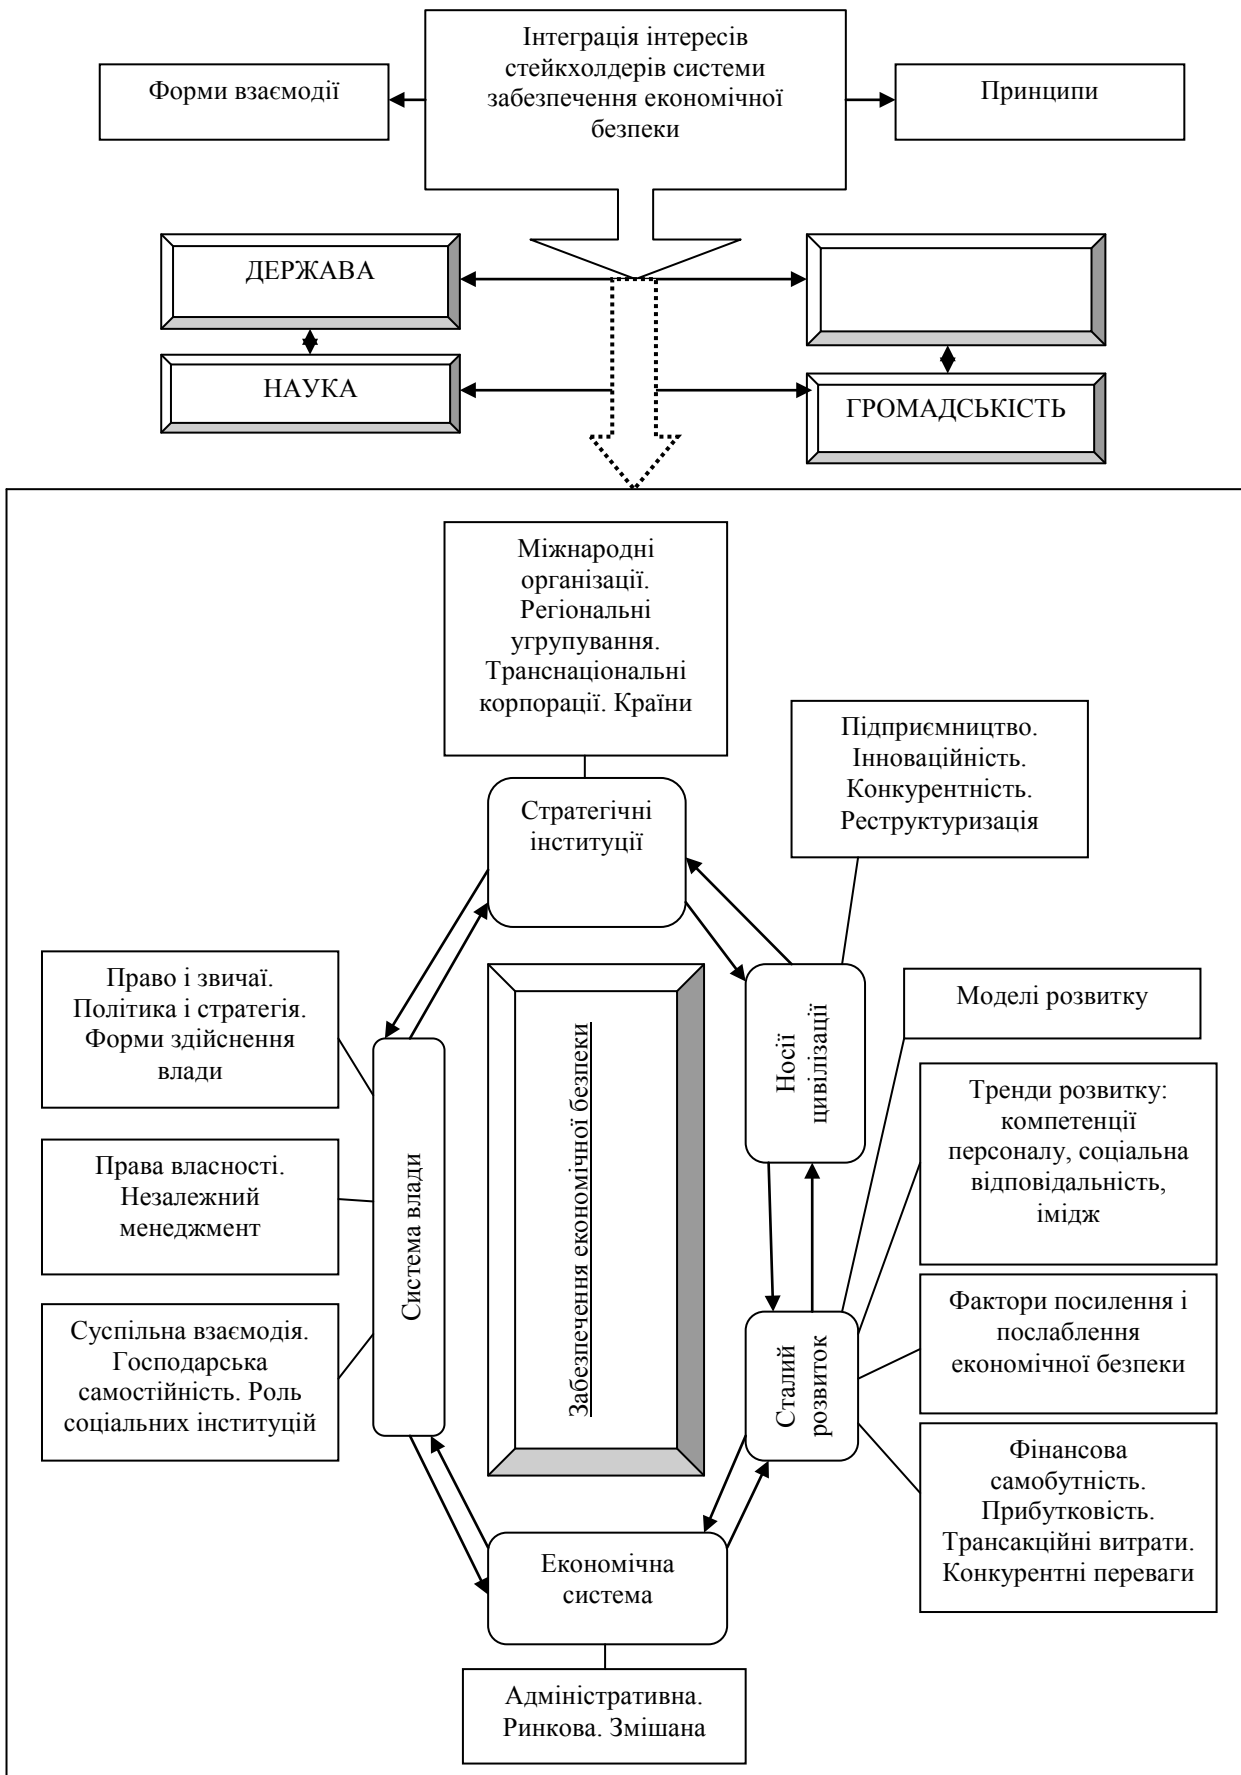 Інтеграція інтересів
стейкхолдерів системи
забезпечення економічної
безпеки
Форми взаємодії
Принципи
ДЕРЖАВА
НАУКА
ГРОМАДСЬКІСТЬ
Міжнародні
організації.
Регіональні
угрупування.
Транснаціональні
корпорації. Країни
Підприємництво.
Інноваційність.
Конкурентність.
Реструктуризація
Стратегічні
інституції
Право і звичаї.
Політика і стратегія.
Форми здійснення
влади
Права власності.
Незалежний
менеджмент
Суспільна взаємодія.
Господарська
самостійність. Роль
соціальних інституцій
Система влади
Забезпечення економічної безпеки
Носії
цивілізації
Сталий
розвиток
Моделі розвитку
Тренди розвитку:
компетенції
персоналу, соціальна
відповідальність,
імідж
Фактори посилення і
послаблення
економічної безпеки
Фінансова
самобутність.
Прибутковість.
Трансакційні витрати.
Конкурентні переваги
Економічна
система
Адміністративна.
Ринкова. Змішана